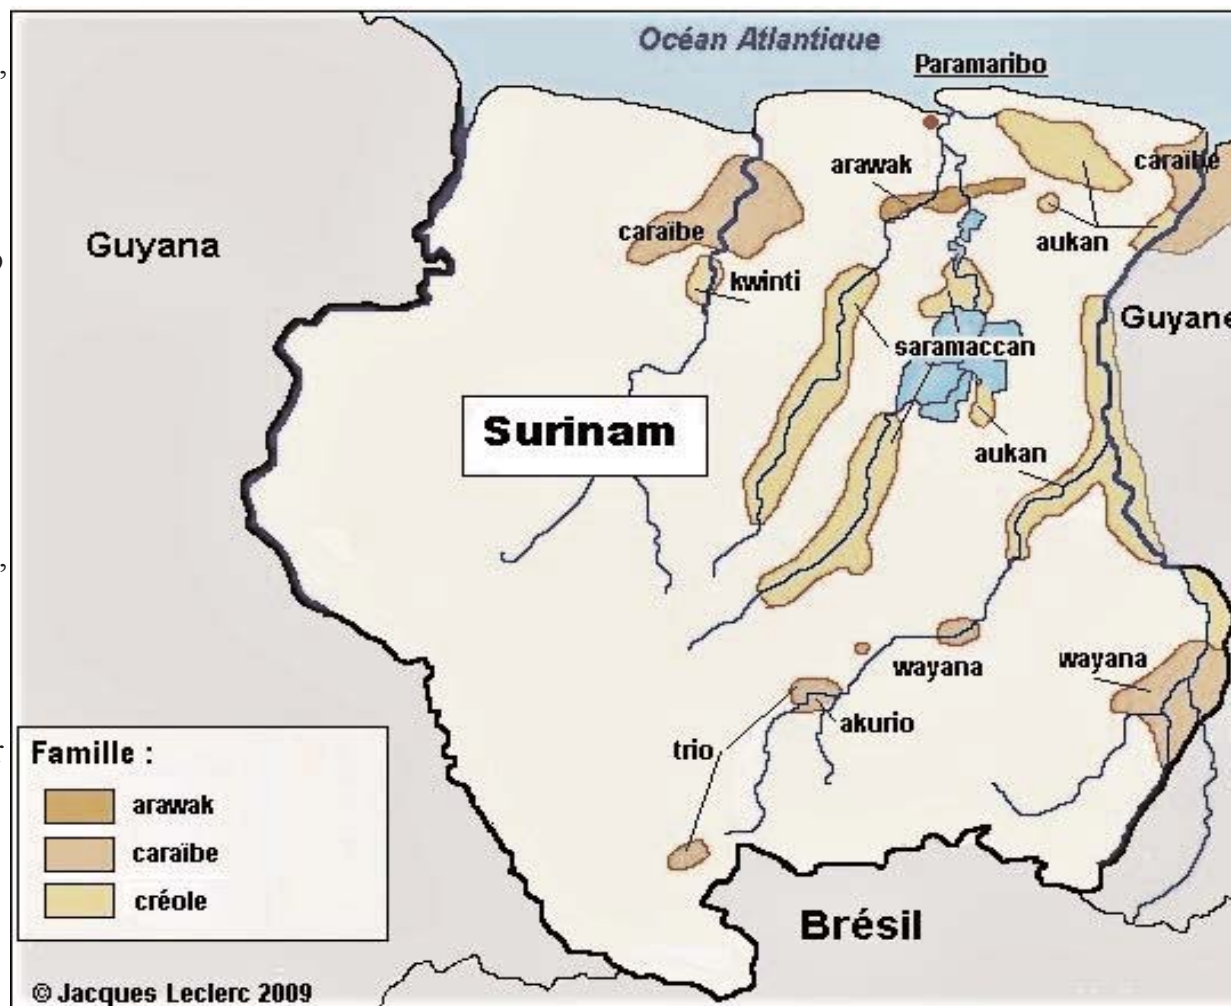 Océan Atlantique
Paramaribo
arawak
caraïbe
caraïbe
aukan
Guyana
kwinti
Guyane
saramaccan
Surinam
aukan
wayana
wayana
akurio
trio
Famille :
arawak
caraïbe
créole
Brésil
© Jacques Leclerc 2009